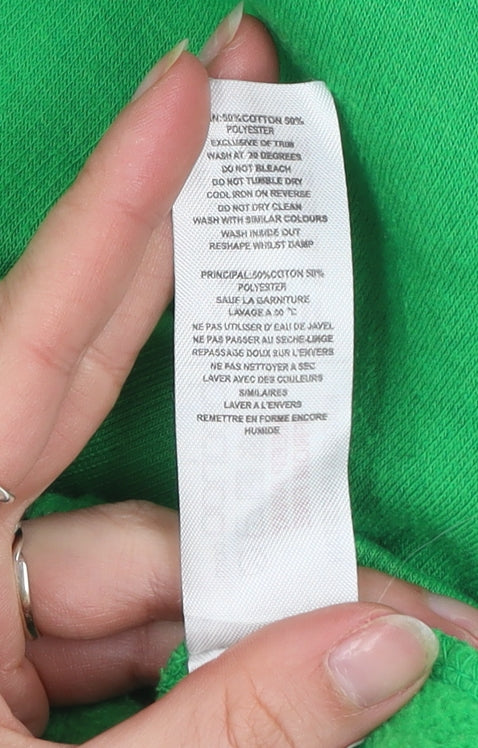 N:50%COTTON 50%
POLYESTER
EXCLUSIVE OF TRIM
WASH AT 30 DEGREES
DO NOT BLEACH
DO NOT TUMBLE DRY
COOL IRON ON REVERSE
DO NOT DRY CLEAN
WASH WITH SIMILAR COLOURS
WASH INSIDE OUT
RESHAPE WHILST DAMP
PRINCIPAL:50%COTON 50%
POLYESTER
SAUF LA GARNITURE
LAVAGE A 30 °C
NE PAS UTILISER D'EAU DE JAVEL
NE PAS PASSER AU SECHE-LINGE
REPASSAGE DOUX SUR L'ENVERS
NE PAS NETTOYER A SEC
LAVER AVEC DES COULEURS
SIMILAIRES
LAVER A L'ENVERS
REMETTRE EN FORME ENCORE
HUMIDE